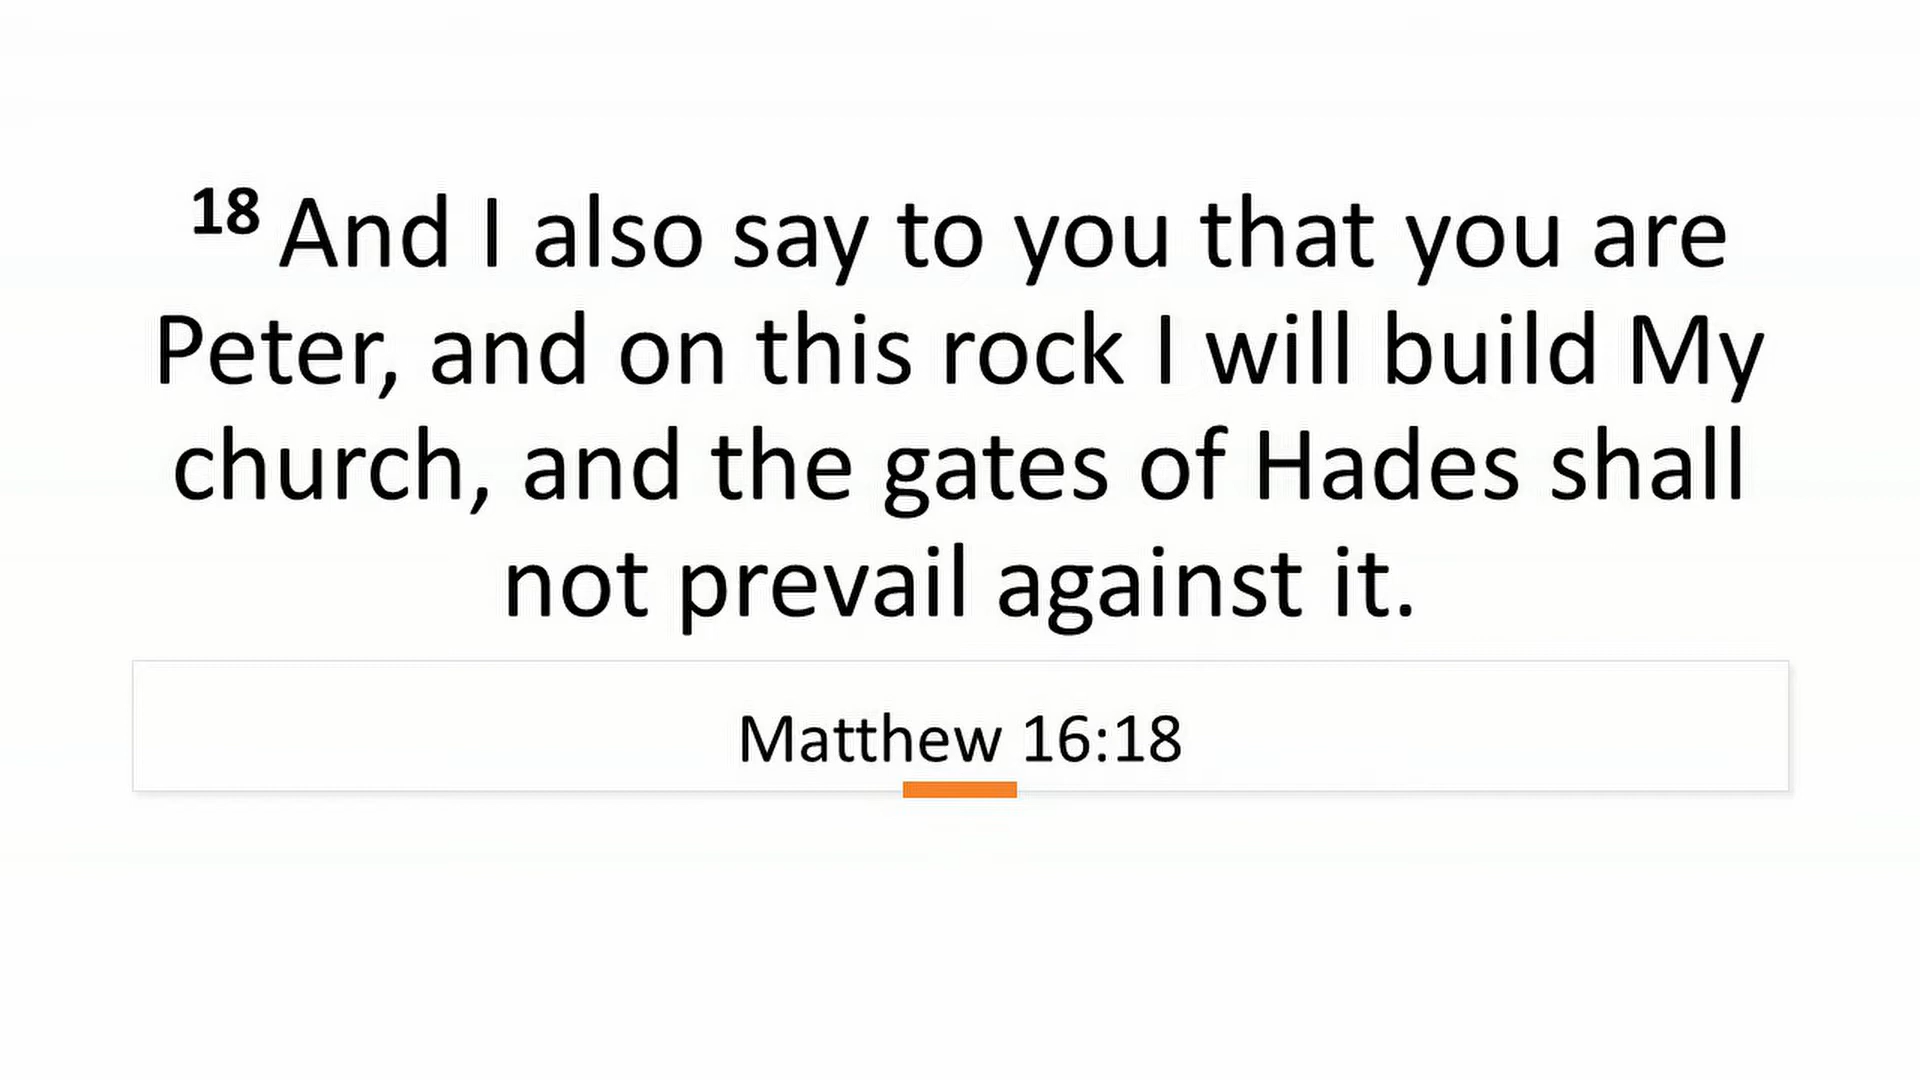 18 And I also say to you that you are
Peter, and on this rock I will build My
church, and the gates of Hades shall
not prevail against it.
Matthew 16:18